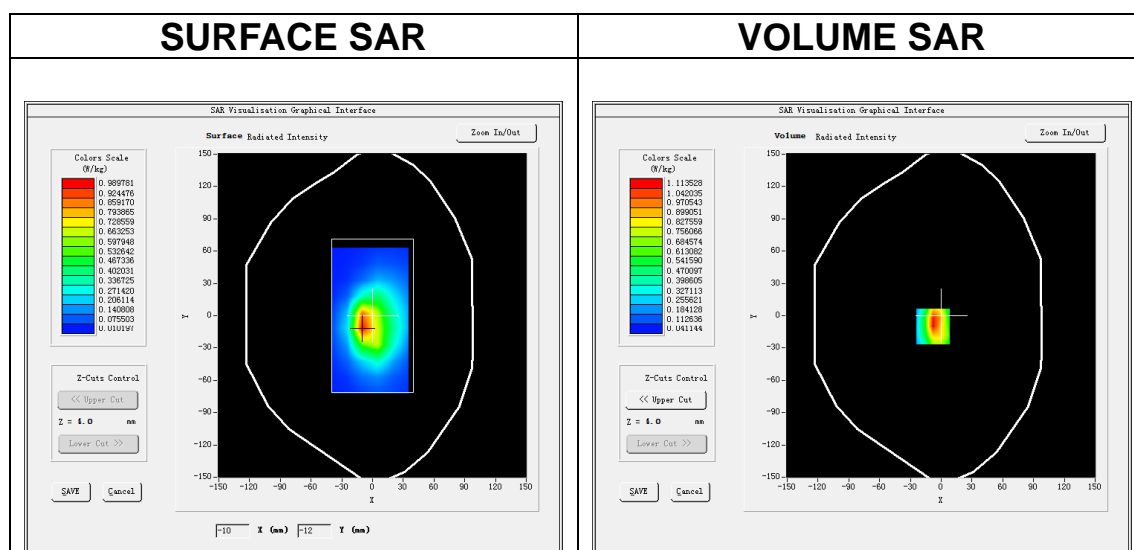 SURFACE SAR
SAR Visualisation Graphical Interface
Surface Radiated Intensity
Zoom In/Out
Colors Scale
(W/kg)
0.989781
0.924476
0.859170
0.793865
0.728559
0.663253
0.597948
0.532642
0.467336
0.402031
0.336725
0.271420
0.206114
0.140808
0.075503
0.010197
Z-Cuts Control
<< Upper Cut
Z = 4.0 mm
Lower Cut >>
SAVE Cancel
150
120
90
60
30
0
-30
-60
-90
-120
-150
Y
-150 -120 -90 -60 -30 0 30 60 90 120 150
X
-10 X (mm) -12 Y (mm)
VOLUME SAR
SAR Visualisation Graphical Interface
Volume Radiated Intensity
Zoom In/Out
Colors Scale
(W/kg)
1.113528
1.042035
0.970543
0.899051
0.827559
0.756066
0.684574
0.613082
0.541590
0.470097
0.398605
0.327113
0.255621
0.184128
0.112636
0.041144
Z-Cuts Control
<< Upper Cut
Z = 4.0 mm
Lower Cut >>
SAVE Cancel
150
120
90
60
30
0
-30
-60
-90
-120
-150
Y
-150 -120 -90 -60 -30 0 30 60 90 120 150
X